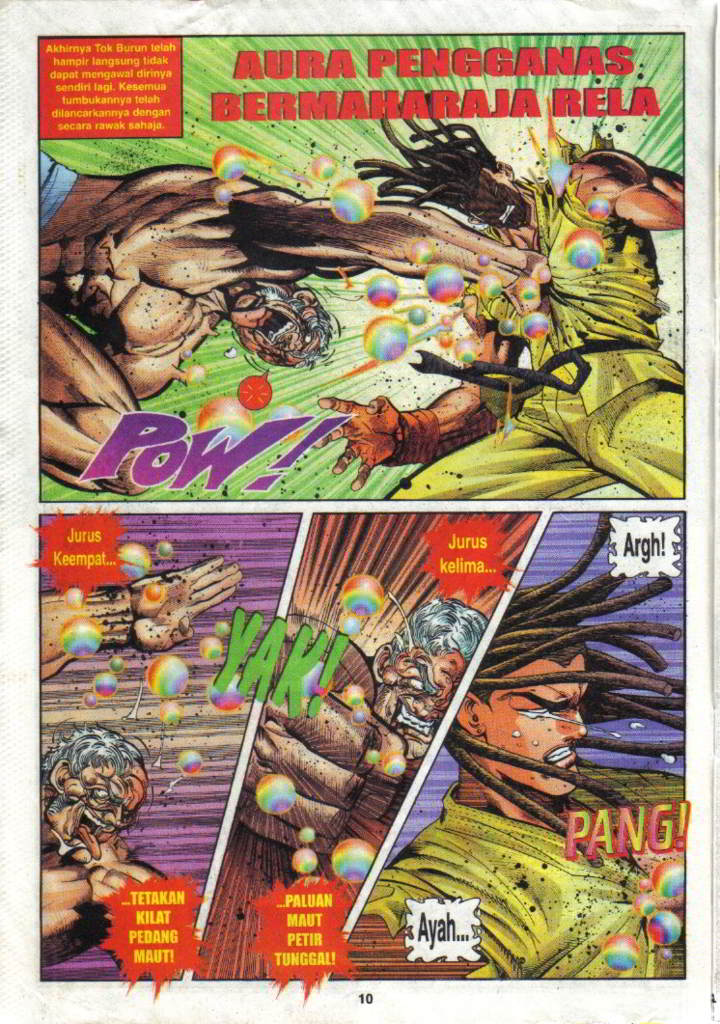 Akhirnya Tok Burun telah
hampir langsung tidak
dapat mengawal dirinya
sendiri lagi. Kesemua
tumbukannya telah
dilancarkannya dengan
secara rawak sahaja.
AURA PENGGANAS
BERMAHARAJA RELA
POW!
Jurus
Keempat...
...TETAKAN
KILAT
PEDANG
MAUT!
YAK!
Jurus
kelima...
...PALUAN
MAUT
PETIR
TUNGGAL!
Argh!
PANG!
Ayah...
10